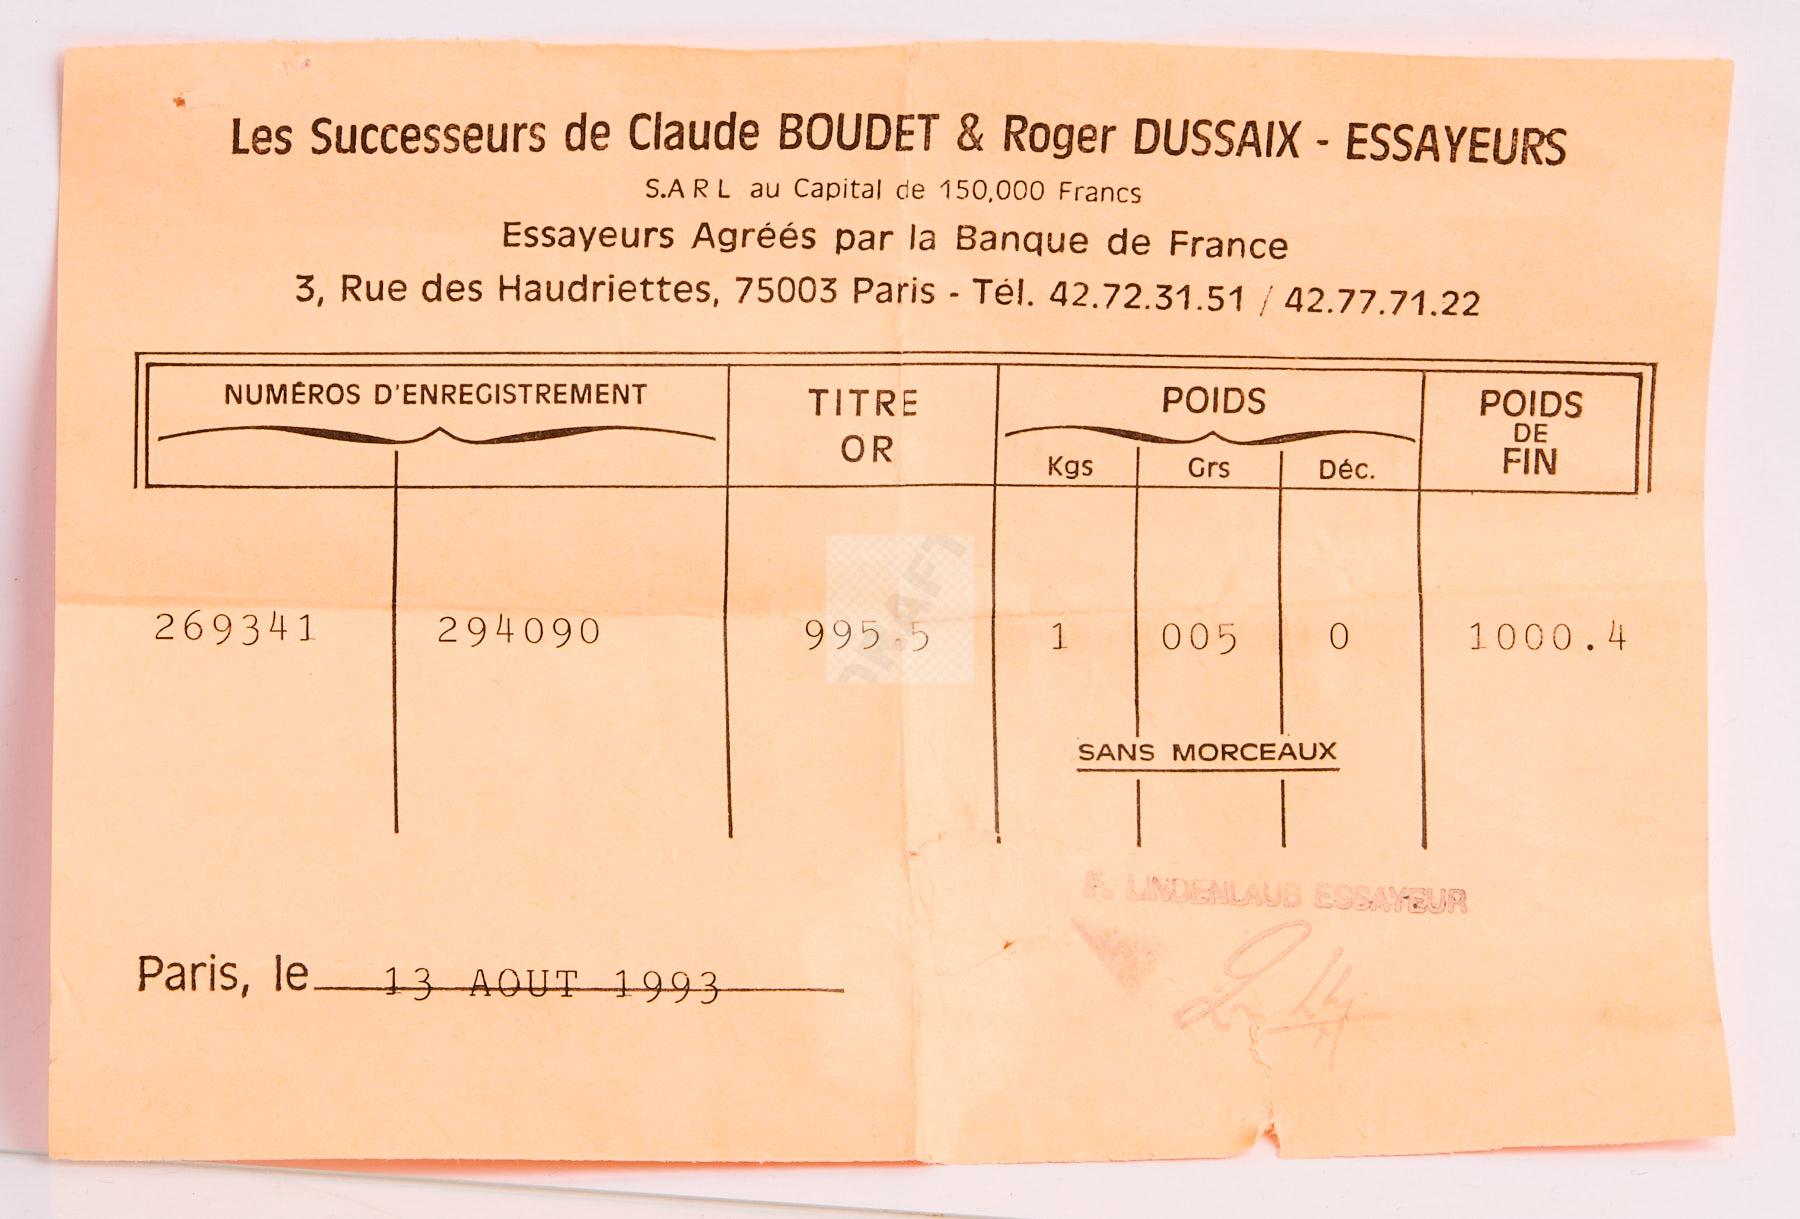 Les Successeurs de Claude BOUDET & Roger DUSSAIX - ESSAYEURS
S.A R L au Capital de 150,000 Francs
Essayeurs Agréés par la Banque de France
3, Rue des Haudriettes, 75003 Paris - Tél. 42.72.31.51 / 42.77.71.22
NUMÉROS D'ENREGISTREMENT
TITRE OR
POIDS
Kgs Grs Déc.
POIDS DE FIN
269341 294090 995.5 1 005 0 1000.4
DRAFT
SANS MORCEAUX
F. LINDENLAUB ESSAYEUR
Paris, le 13 AOUT 1993